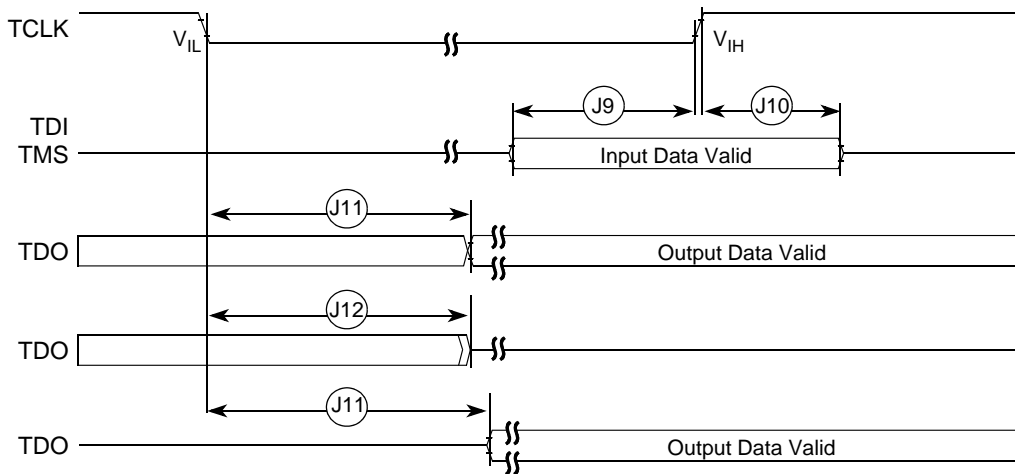 TCLK
VIL
VIH
J9
J10
TDI
TMS
Input Data Valid
J11
TDO
Output Data Valid
J12
TDO
J11
TDO
Output Data Valid